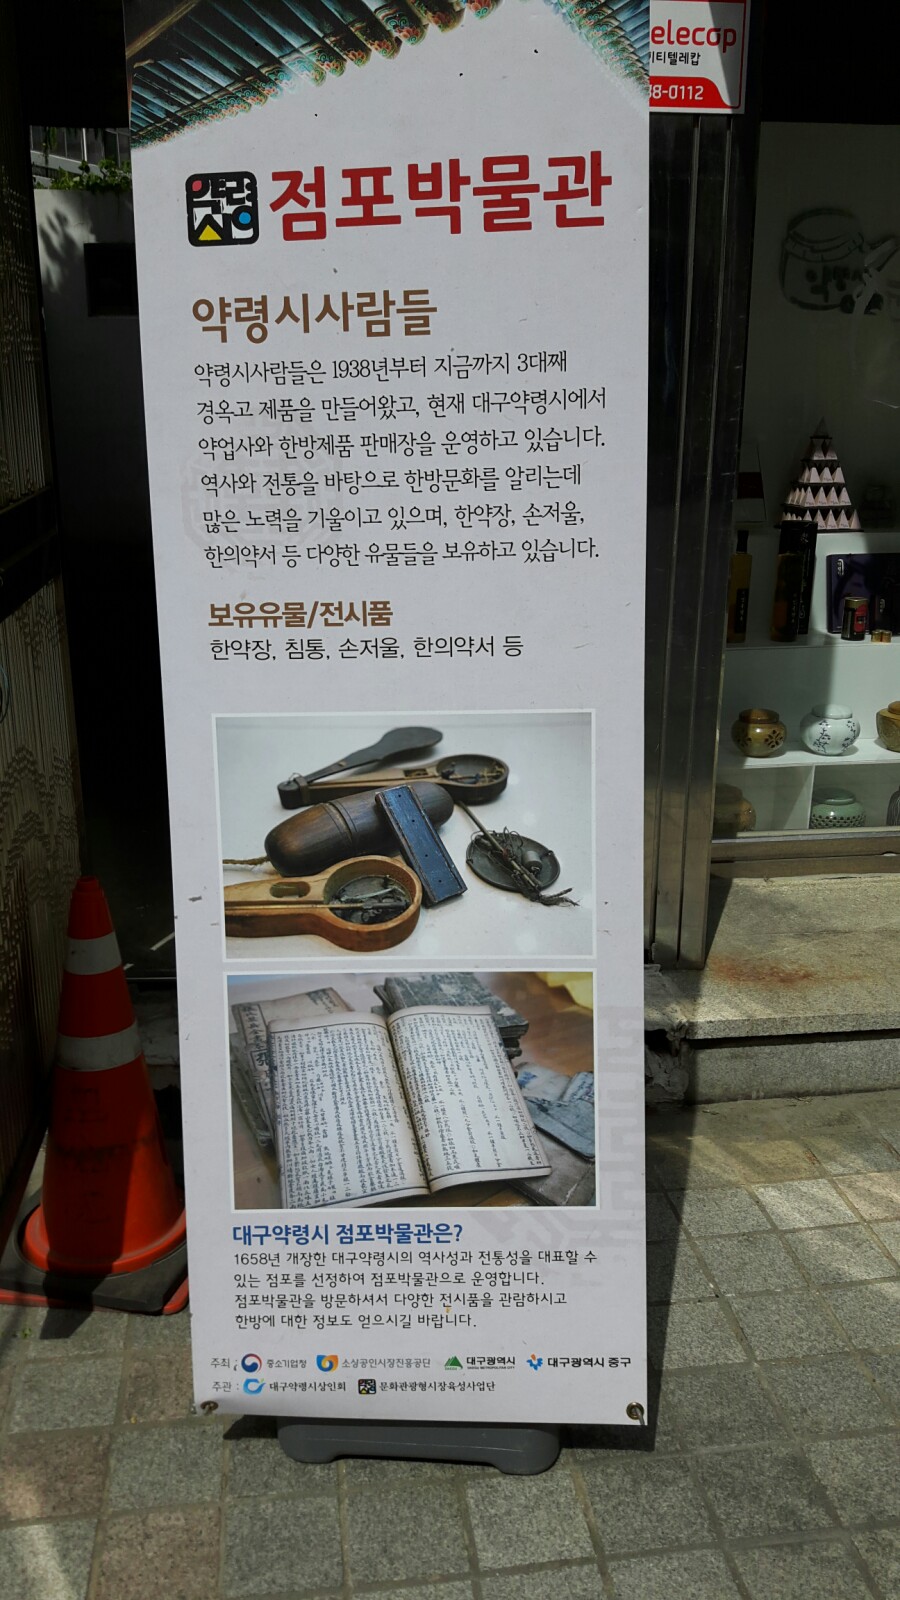 elecop
티텔레캅
8-0112
약령
시
점포박물관
약령시사람들
약령시사람들은 1938년부터 지금까지 3대째
경옥고 제품을 만들어왔고, 현재 대구약령시에서
약업사와 한방제품 판매장을 운영하고 있습니다.
역사와 전통을 바탕으로 한방문화를 알리는데
많은 노력을 기울이고 있으며, 한약장, 손저울,
한의약서 등 다양한 유물들을 보유하고 있습니다.
보유유물/전시품
한약장, 침통, 손저울, 한의약서 등
대구약령시 점포박물관은?
1658년 개장한 대구약령시의 역사성과 전통성을 대표할 수
있는 점포를 선정하여 점포박물관으로 운영합니다.
점포박물관을 방문하셔서 다양한 전시품을 관람하시고
한방에 대한 정보도 얻으시길 바랍니다.
주최 : 중소기업청 소상공인시장진흥공단 대구광역시 대구광역시 중구
주관 : 대구약령시상인회 문화관광형시장육성사업단